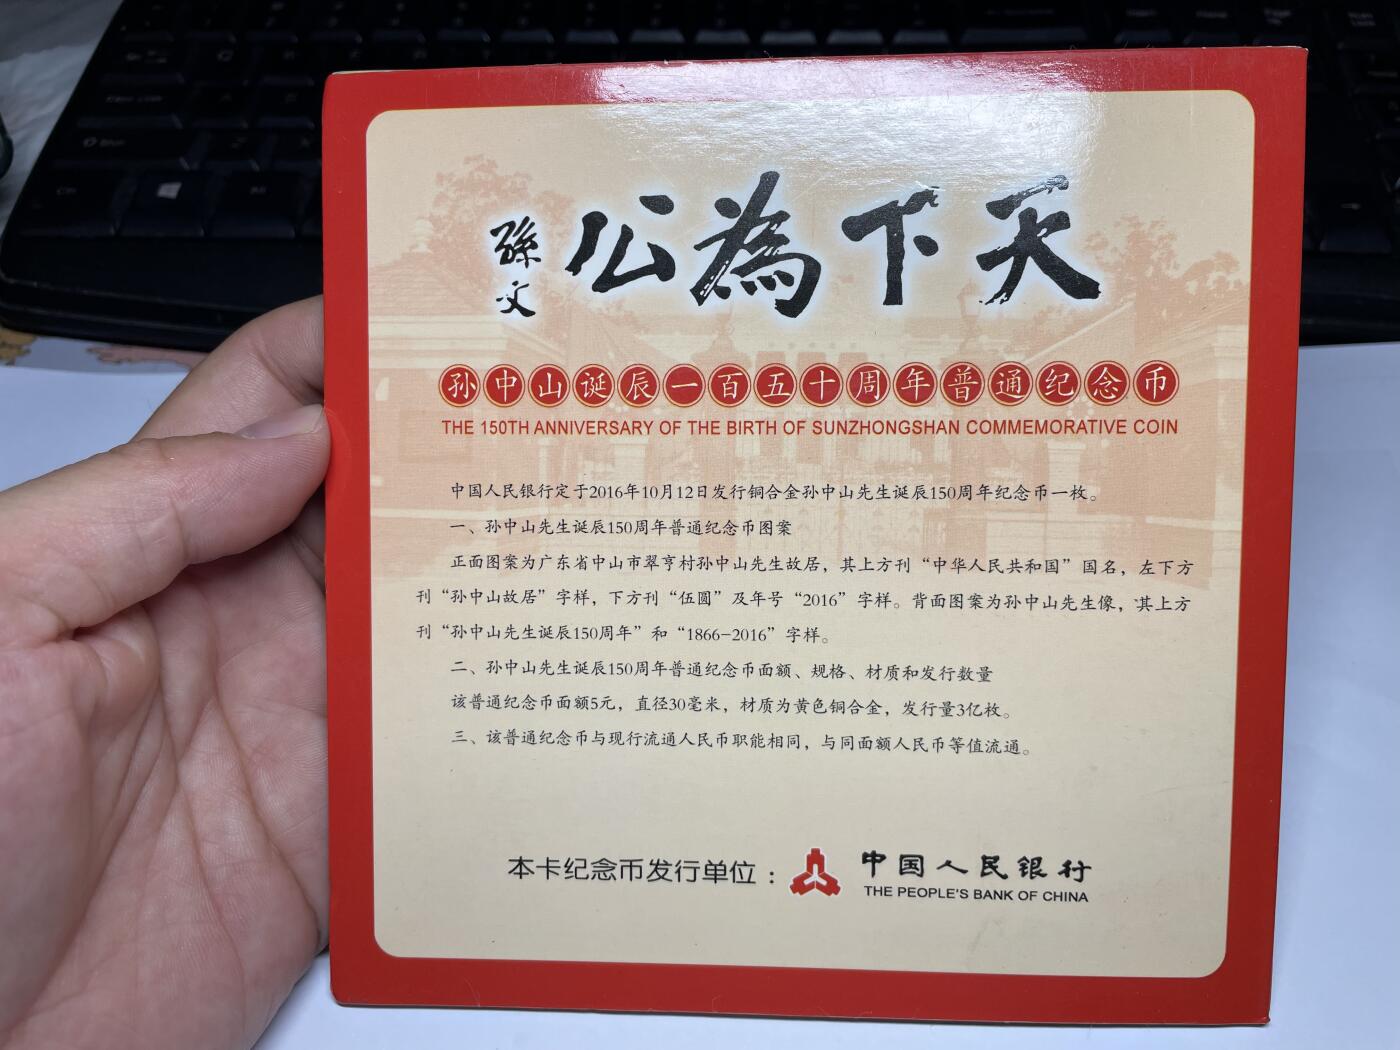 公為下天
孫文
孙中山诞辰一百五十周年普通纪念币
THE 150TH ANNIVERSARY OF THE BIRTH OF SUNZHONGSHAN COMMEMORATIVE COIN
中国人民银行定于2016年10月12日发行铜合金孙中山先生诞辰150周年纪念币一枚。
一、孙中山先生诞辰150周年普通纪念币图案
正面图案为广东省中山市翠亨村孙中山先生故居，其上方刊“中华人民共和国”国名，左下方
刊“孙中山故居”字样，下方刊“伍圆”及年号“2016”字样。背面图案为孙中山先生像，其上方
刊“孙中山先生诞辰150周年”和“1866-2016”字样。
二、孙中山先生诞辰150周年普通纪念币面额、规格、材质和发行数量
该普通纪念币面额5元，直径30毫米，材质为黄色铜合金，发行量3亿枚。
三、该普通纪念币与现行流通人民币职能相同，与同面额人民币等值流通。
本卡纪念币发行单位：
中国人民银行
THE PEOPLE'S BANK OF CHINA